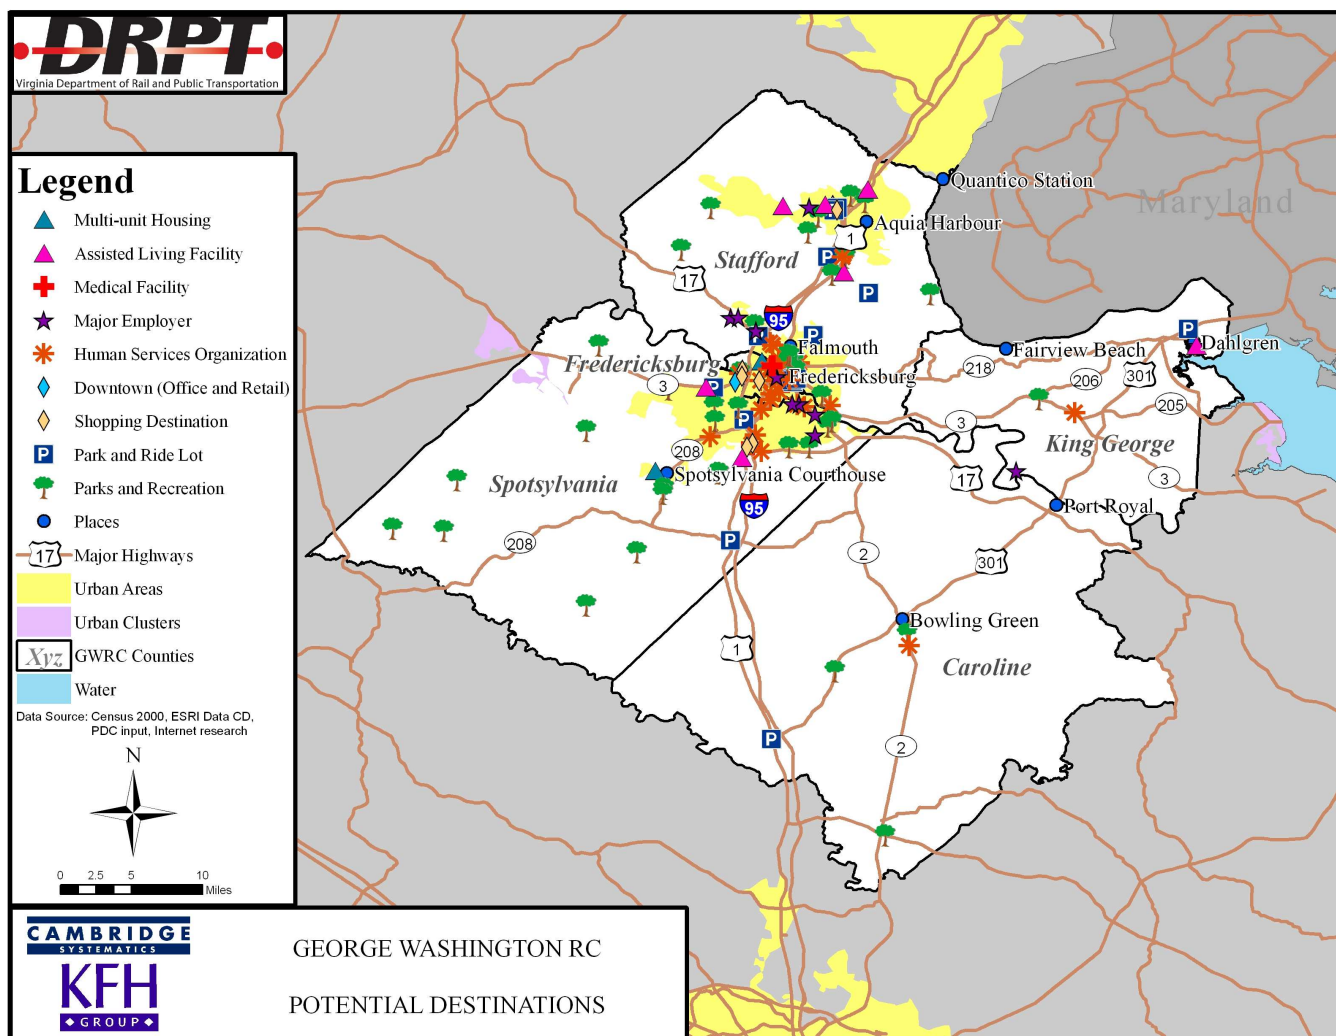 DRPT
Virginia Department of Rail and Public Transportation
Legend
Multi-unit Housing
Assisted Living Facility
Medical Facility
Major Employer
Human Services Organization
Downtown (Office and Retail)
Shopping Destination
P Park and Ride Lot
Parks and Recreation
Places
17 Major Highways
Urban Areas
Urban Clusters
Xyz GWRC Counties
Water
Data Source: Census 2000, ESRI Data CD,
PDC input, Internet research
N
0 2.5 5 10
Miles
CAMBRIDGE
SYSTEMATICS
KFH
GROUP
GEORGE WASHINGTON RC
POTENTIAL DESTINATIONS
Quantico Station
Maryland
P
Aquia Harbour
1
Stafford
P
17
P
95
P
P
Dahlgren
Falmouth
Fairview Beach
Fredericksburg
218
301
206
Fredericksburg
3
P
205
P
3
King George
208
Spotsylvania Courthouse
17
3
Spotsylvania
95
Port Royal
208
P
2
301
Bowling Green
1
Caroline
P
2